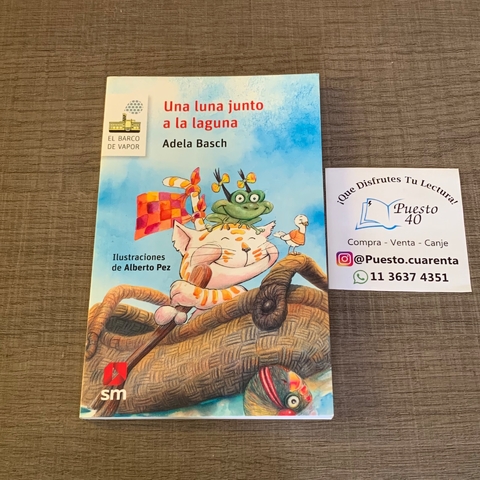 Una luna junto
a la laguna
Adela Basch
EL BARCO
DE VAPOR
Ilustraciones
de Alberto Pez
sm
¡Que Disfrutes Tu Lectura!
Puesto
40
Compra - Venta - Canje
@Puesto.cuarenta
11 3637 4351